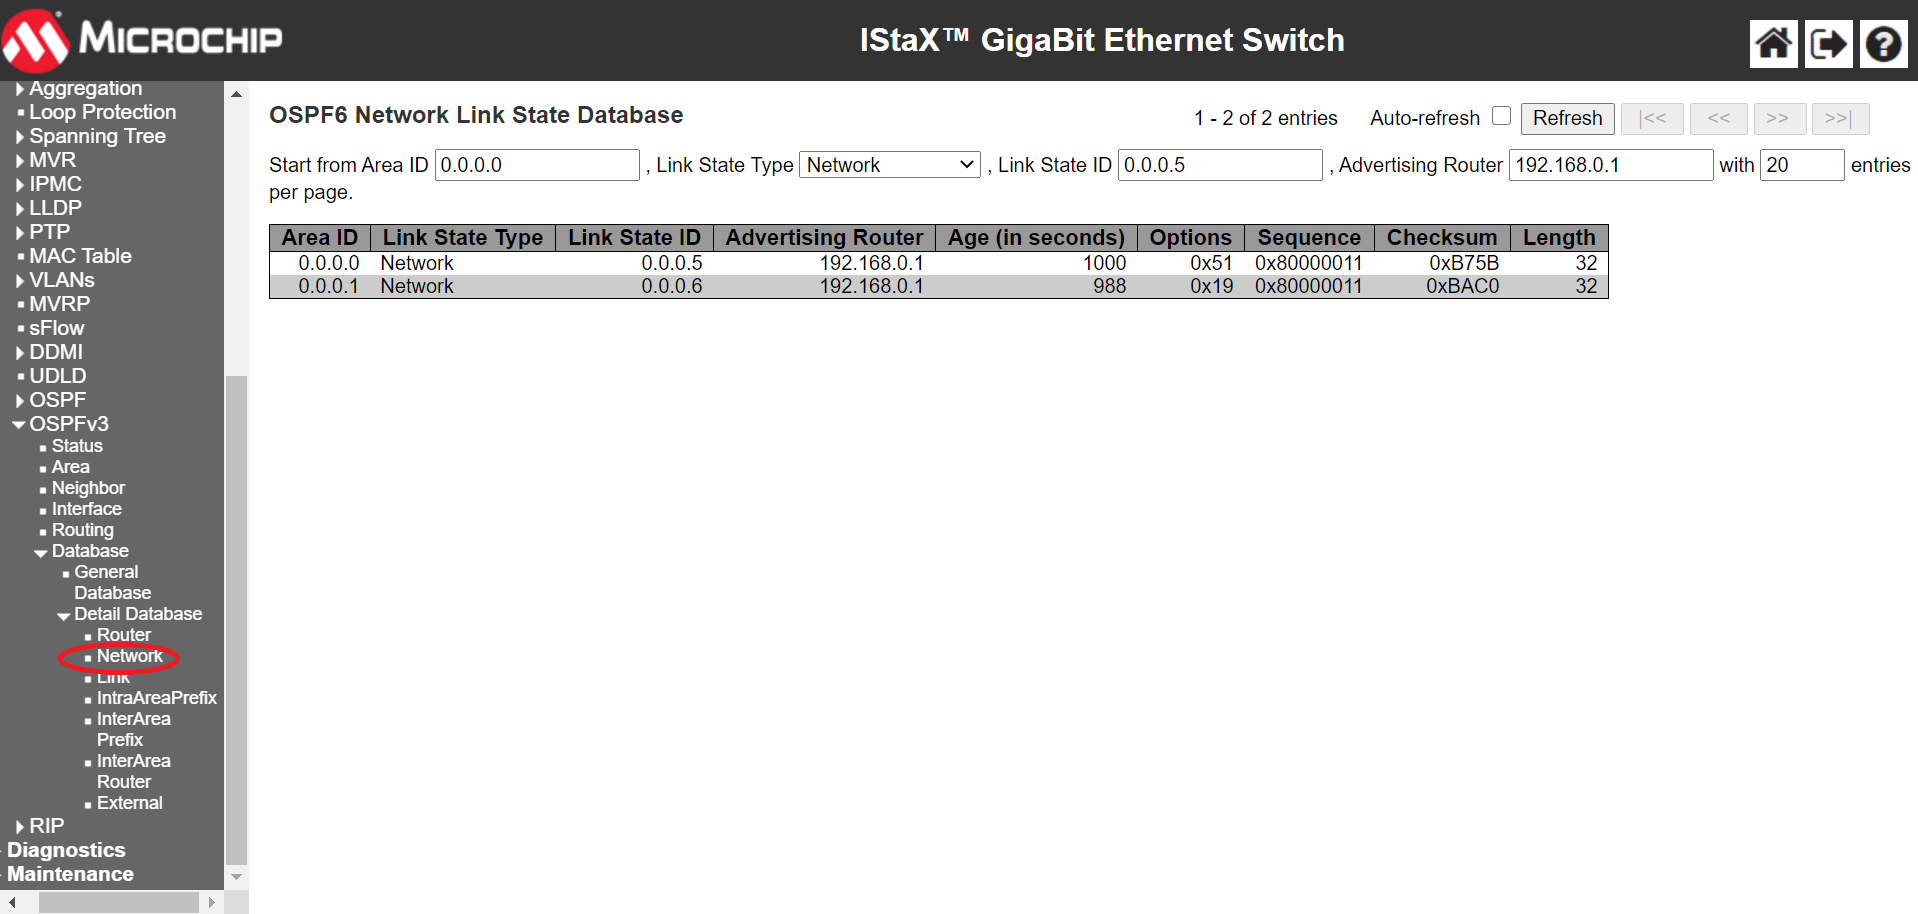 MICROCHIP
IStaX™ GigaBit Ethernet Switch
Aggregation
Loop Protection
Spanning Tree
MVR
IPMC
LLDP
PTP
MAC Table
VLANs
MVRP
sFlow
DDMI
UDLD
OSPF
OSPFv3
Status
Area
Neighbor
Interface
Routing
Database
General
Database
Detail Database
Router
Network
Link
IntraAreaPrefix
InterArea
Prefix
InterArea
Router
External
RIP
Diagnostics
Maintenance
OSPF6 Network Link State Database
1 - 2 of 2 entries Auto-refresh Refresh |<< << >> >>|
Start from Area ID 0.0.0.0 , Link State Type Network , Link State ID 0.0.0.5 , Advertising Router 192.168.0.1 with 20 entries
per page.
Area ID Link State Type Link State ID Advertising Router Age (in seconds) Options Sequence Checksum Length
0.0.0.0 Network 0.0.0.5 192.168.0.1 1000 0x51 0x80000011 0xB75B 32
0.0.0.1 Network 0.0.0.6 192.168.0.1 988 0x19 0x80000011 0xBAC0 32